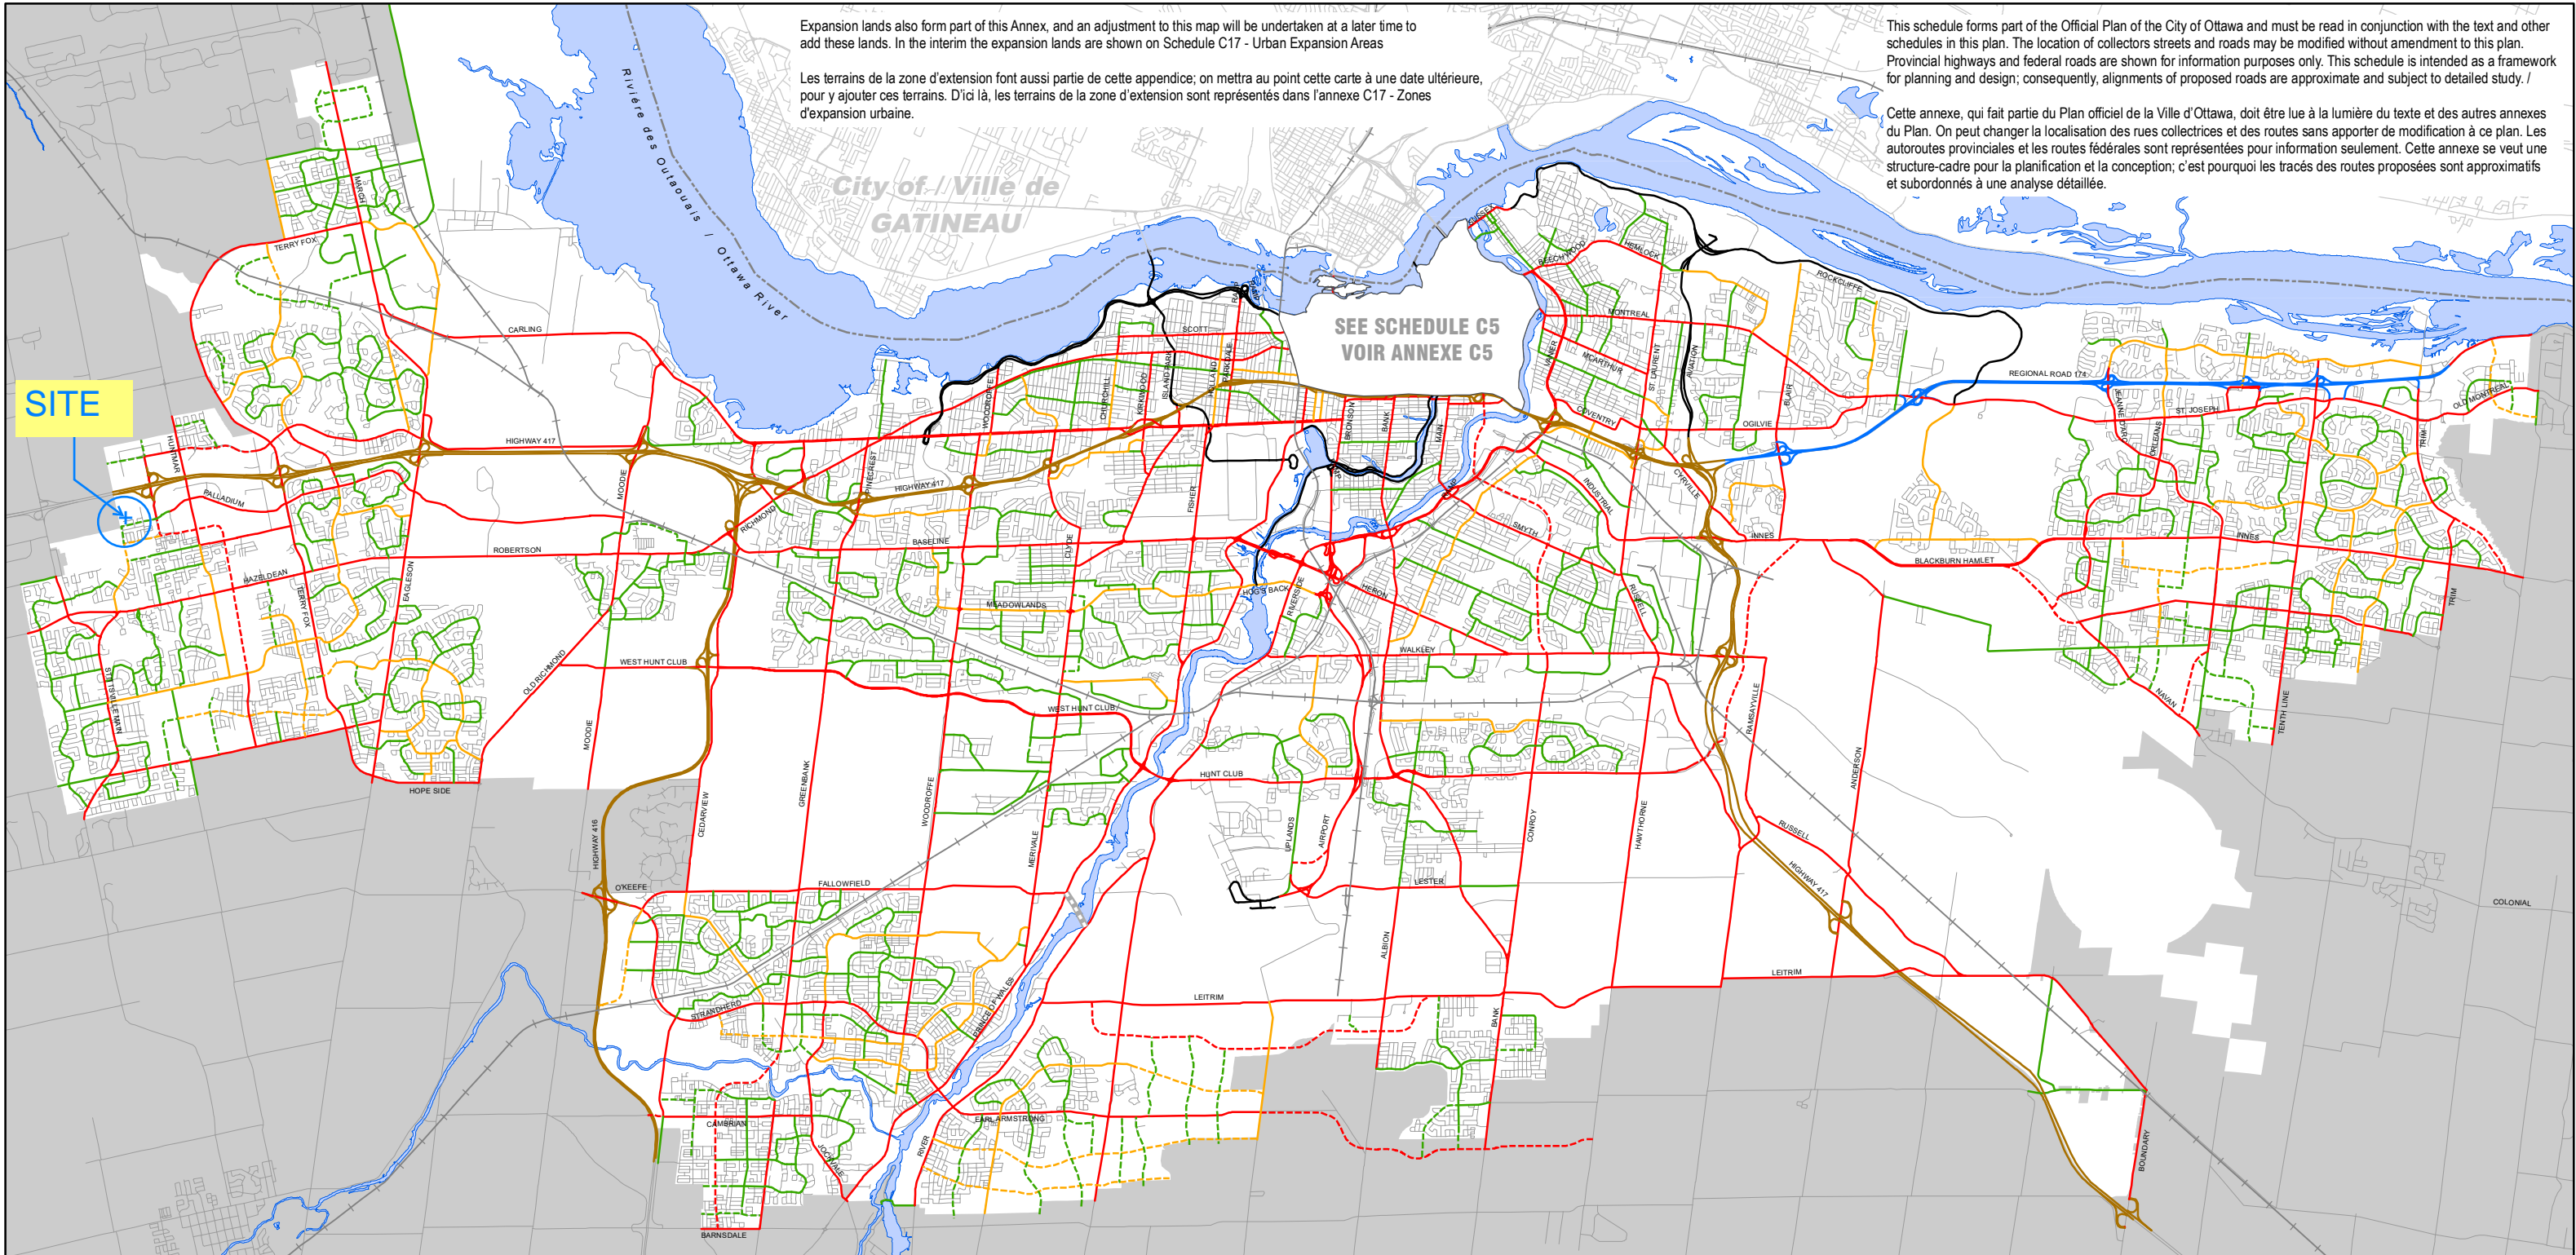 Expansion lands also form part of this Annex, and an adjustment to this map will be undertaken at a later time to
add these lands. In the interim the expansion lands are shown on Schedule C17 - Urban Expansion Areas
Les terrains de la zone d'extension font aussi partie de cette appendice; on mettra au point cette carte à une date ultérieure,
pour y ajouter ces terrains. D'ici là, les terrains de la zone d'extension sont représentés dans l'annexe C17 - Zones
d'expansion urbaine.
This schedule forms part of the Official Plan of the City of Ottawa and must be read in conjunction with the text and other
schedules in this plan. The location of collectors streets and roads may be modified without amendment to this plan.
Provincial highways and federal roads are shown for information purposes only. This schedule is intended as a framework
for planning and design; consequently, alignments of proposed roads are approximate and subject to detailed study. /
Cette annexe, qui fait partie du Plan officiel de la Ville d'Ottawa, doit être lue à la lumière du texte et des autres annexes
du Plan. On peut changer la localisation des rues collectrices et des routes sans apporter de modification à ce plan. Les
autoroutes provinciales et les routes fédérales sont représentées pour information seulement. Cette annexe se veut une
structure-cadre pour la planification et la conception; c'est pourquoi les tracés des routes proposées sont approximatifs
et subordonnés à une analyse détaillée.
Rivière des Outaouais / Ottawa River
City of / Ville de
GATINEAU
SEE SCHEDULE C5
VOIR ANNEXE C5
SITE
MARCH
TERRY FOX
CARLING
HUNTMAR
HIGHWAY 417
PALLADIUM
MOODIE
ROBERTSON
HAZELDEAN
TERRY FOX
EAGLESON
STITTSVILLE MAIN
OLD RICHMOND
WEST HUNT CLUB
MOODIE
HOPE SIDE
HIGHWAY 416
CEDARVIEW
GREENBANK
WOODROFFE
MERIVALE
O'KEEFE
FALLOWFIELD
STRANDHERD
PRINCE OF WALES
CAMBRIAN
JOCKVALE
BARNSDALE
RIVER
EARL ARMSTRONG
LEITRIM
RICHMOND
PINECREST
HIGHWAY 417
WOODROFFE
CHURCHILL
KIRKWOOD
ISLAND PARK
SCOTT
HOLLAND
PARKDALE
BASELINE
CLYDE
FISHER
MEADOWLANDS
WEST HUNT CLUB
HOG'S BACK
RIVERSIDE
HERON
BRONSON
BANK
MAIN
SMYTH
INDUSTRIAL
WALKLEY
RUSSELL
HUNT CLUB
UPLANDS
AIRPORT
ALBION
LESTER
CONROY
HAWTHORNE
BANK
BEECHWOOD
HEMLOCK
ROCKCLIFFE
MONTREAL
VANIER
MCARTHUR
ST. LAURENT
AVIATION
BLAIR
COVENTRY
OGILVIE
CYRVILLE
INNES
BLACKBURN HAMLET
REGIONAL ROAD 174
JEANNE D'ARC
ST. JOSEPH
ORLEANS
TRIM
OLD MONTREAL
INNES
TRIM
NAVAN
TENTH LINE
RAMSAYVILLE
ANDERSON
RUSSELL
HIGHWAY 417
LEITRIM
COLONIAL
BOUNDARY